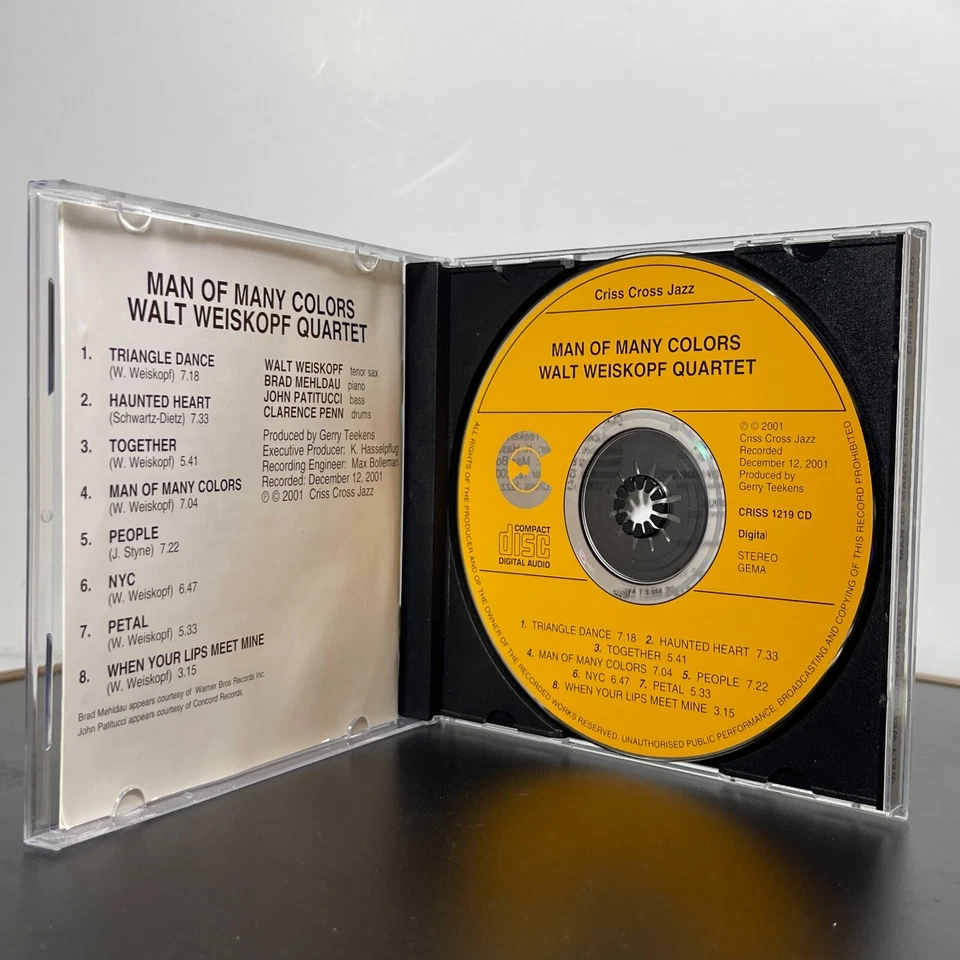 MAN OF MANY COLORS
WALT WEISKOPF QUARTET
1. TRIANGLE DANCE
(W. Weiskopf) 7.18
2. HAUNTED HEART
(Schwartz-Dietz) 7.33
3. TOGETHER
(W. Weiskopf) 5.41
4. MAN OF MANY COLORS
(W. Weiskopf) 7.04
5. PEOPLE
(J. Styne) 7.22
6. NYC
(W. Weiskopf) 6.47
7. PETAL
(W. Weiskopf) 5.33
8. WHEN YOUR LIPS MEET MINE
(W. Weiskopf) 3.15
WALT WEISKOPF tenor sax
BRAD MEHLDAU piano
JOHN PATITUCCI bass
CLARENCE PENN drums
Produced by Gerry Teekens
Executive Producer: K. Hasselpflug
Recording Engineer: Max Bolleman
Recorded: December 12, 2001
℗ © 2001 Criss Cross Jazz
Brad Mehldau appears courtesy of Warner Bros Records Inc.
John Patitucci appears courtesy of Concord Records.
Criss Cross Jazz
MAN OF MANY COLORS
WALT WEISKOPF QUARTET
℗ © 2001
Criss Cross Jazz
Recorded
December 12, 2001
Produced by
Gerry Teekens
CRISS 1219 CD
Digital
STEREO
GEMA
COMPACT
disc
DIGITAL AUDIO
1. TRIANGLE DANCE 7.18 2. HAUNTED HEART 7.33
3. TOGETHER 5.41
4. MAN OF MANY COLORS 7.04 5. PEOPLE 7.22
6. NYC 6.47 7. PETAL 5.33
8. WHEN YOUR LIPS MEET MINE 3.15
ALL RIGHTS OF THE PRODUCER AND OF THE OWNER OF THE RECORDED WORKS RESERVED. UNAUTHORISED PUBLIC PERFORMANCE, BROADCASTING AND COPYING OF THIS RECORD PROHIBITED